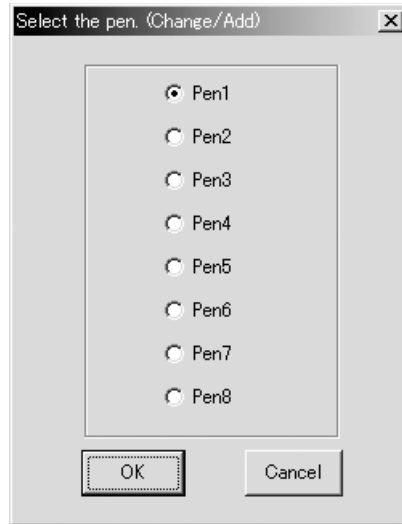 Select the pen. (Change/Add)
Pen1
Pen2
Pen3
Pen4
Pen5
Pen6
Pen7
Pen8
OK Cancel